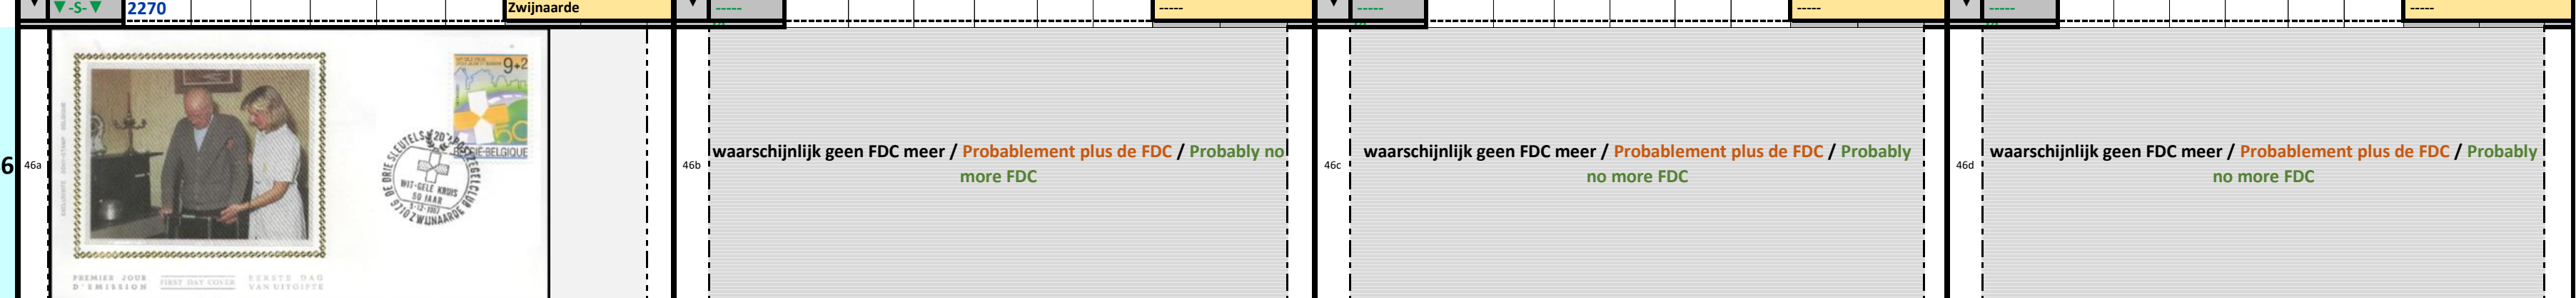 ▼ ▼-S-▼ 2270 Zwijnaarde ▼ ----- ----- ▼ ----- ----- ▼ ----- -----
9+2
50
BELGIE-BELGIQUE
DE DRIE SLEUTELS
WIT-GELE KRUIS
50 JAAR
9710 ZWIJNAARDE
PREMIER JOUR
D'EMISSION
FIRST DAY COVER
EERSTE DAG
VAN UITGIFTE
6
46a
46b
waarschijnlijk geen FDC meer / Probablement plus de FDC / Probably no
more FDC
46c
waarschijnlijk geen FDC meer / Probablement plus de FDC / Probably
no more FDC
46d
waarschijnlijk geen FDC meer / Probablement plus de FDC / Probably
no more FDC